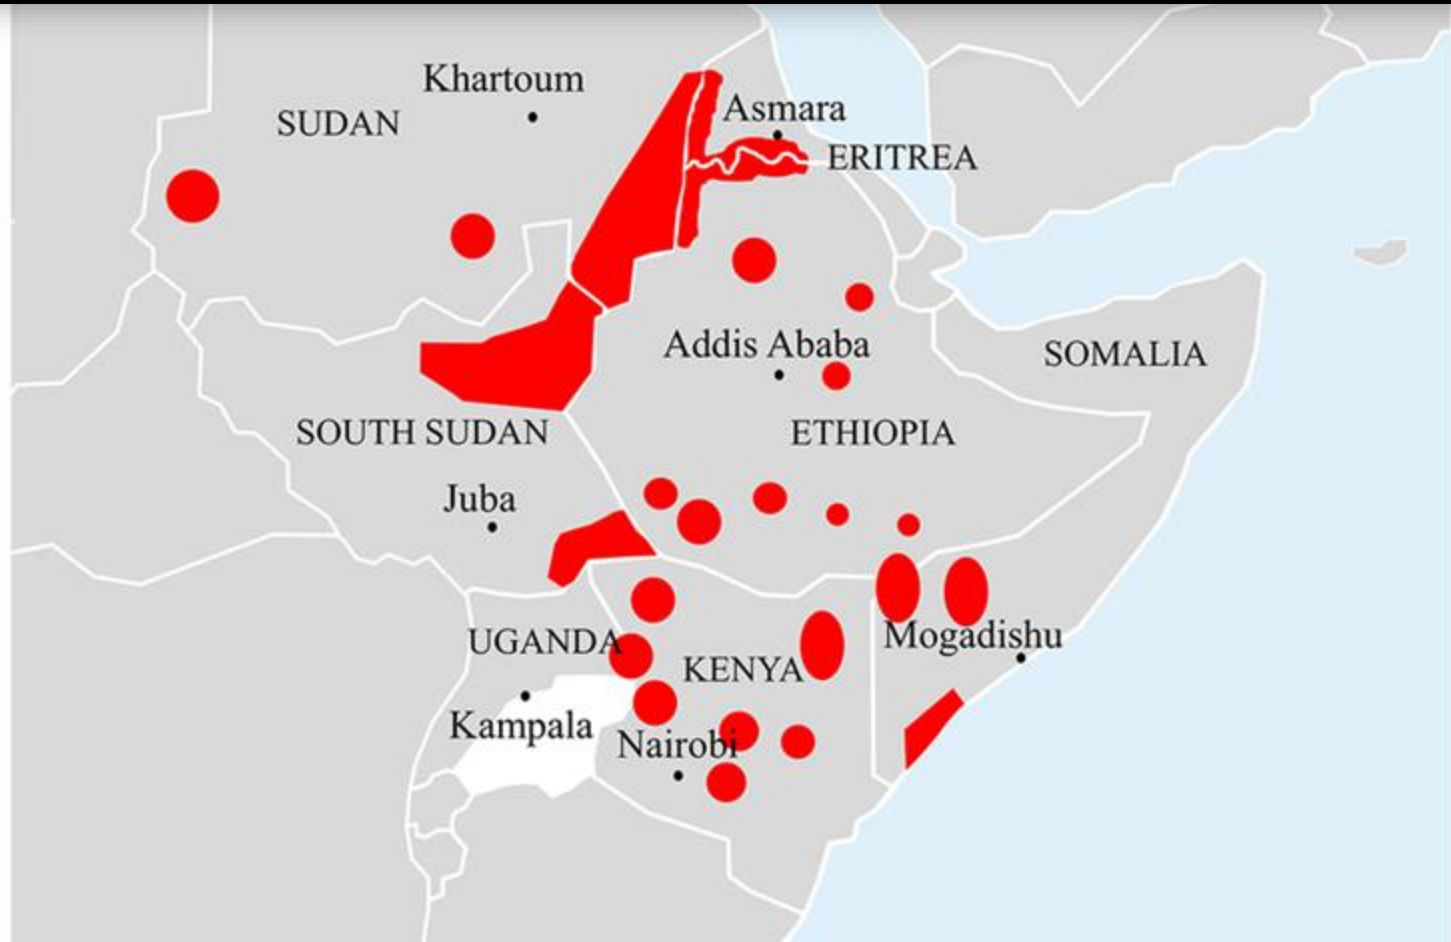 Khartoum
Asmara
SUDAN
ERITREA
Addis Ababa
SOMALIA
SOUTH SUDAN
ETHIOPIA
Juba
UGANDA
Mogadishu
KENYA
Kampala
Nairobi